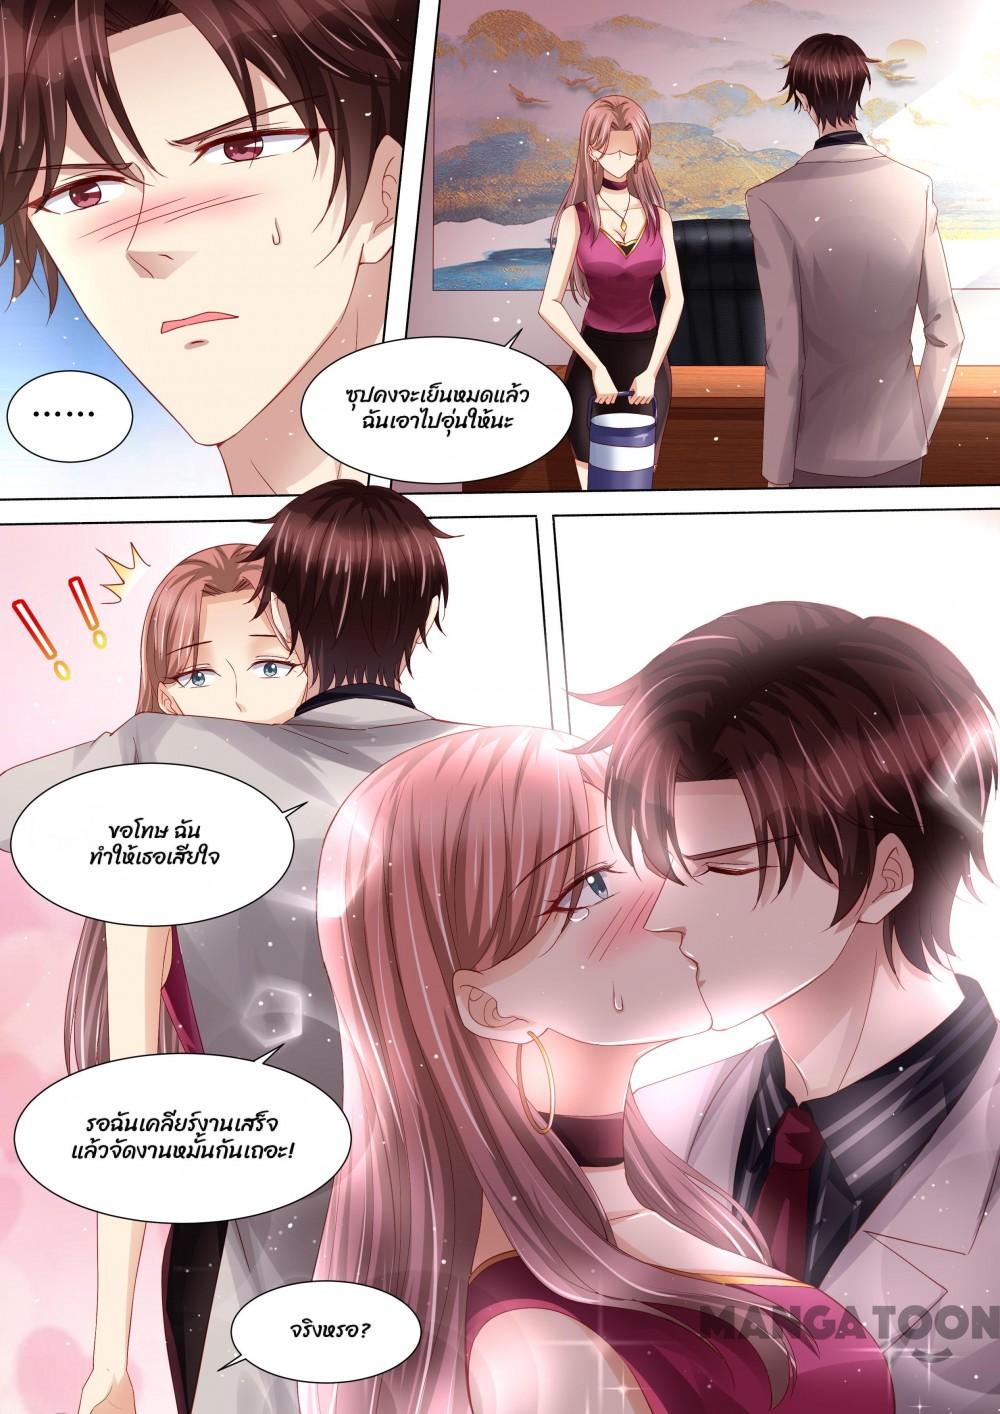 ......
ซุปคงจะเย็นหมดแล้ว
ฉันเอาไปอุ่นให้นะ
ขอโทษ ฉัน
ทำให้เธอเสียใจ
รอฉันเคลียร์งานเสร็จ
แล้วจัดงานหมั้นกันเถอะ!
จริงหรอ?
MANGATOON